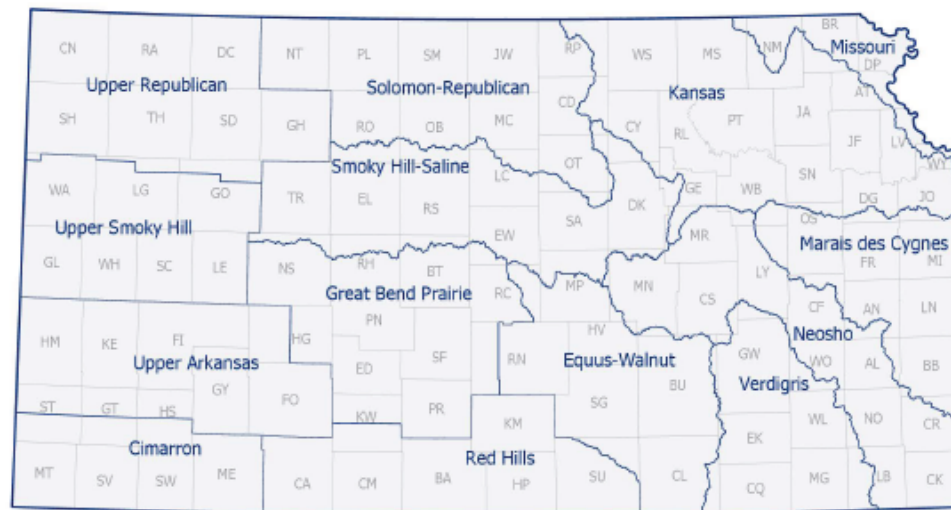 BR
CN RA DC NT PL SM JW RP WS MS NM Missouri
DP
Upper Republican Solomon-Republican Kansas AT
CD
SH TH SD GH RO OB MC CY RL PT JA JF LV
WY
Smoky Hill-Saline OT
WA LG GO TR EL RS LC SA DK GE WB SN DG JO
OS
Upper Smoky Hill EW MR Marais des Cygnes
GL WH SC LE NS RH BT RC MP MN CS LY FR MI
Great Bend Prairie
PN CF AN LN
HM KE FI HG SF RN HV Neosho
Upper Arkansas ED Equus-Walnut GW WO AL BB
GY FO BU Verdigris
ST GT HS KW PR SG WL NO CR
KM
Cimarron Red Hills EK
MT SV SW ME CA CM BA HP SU CL CQ MG LB CK